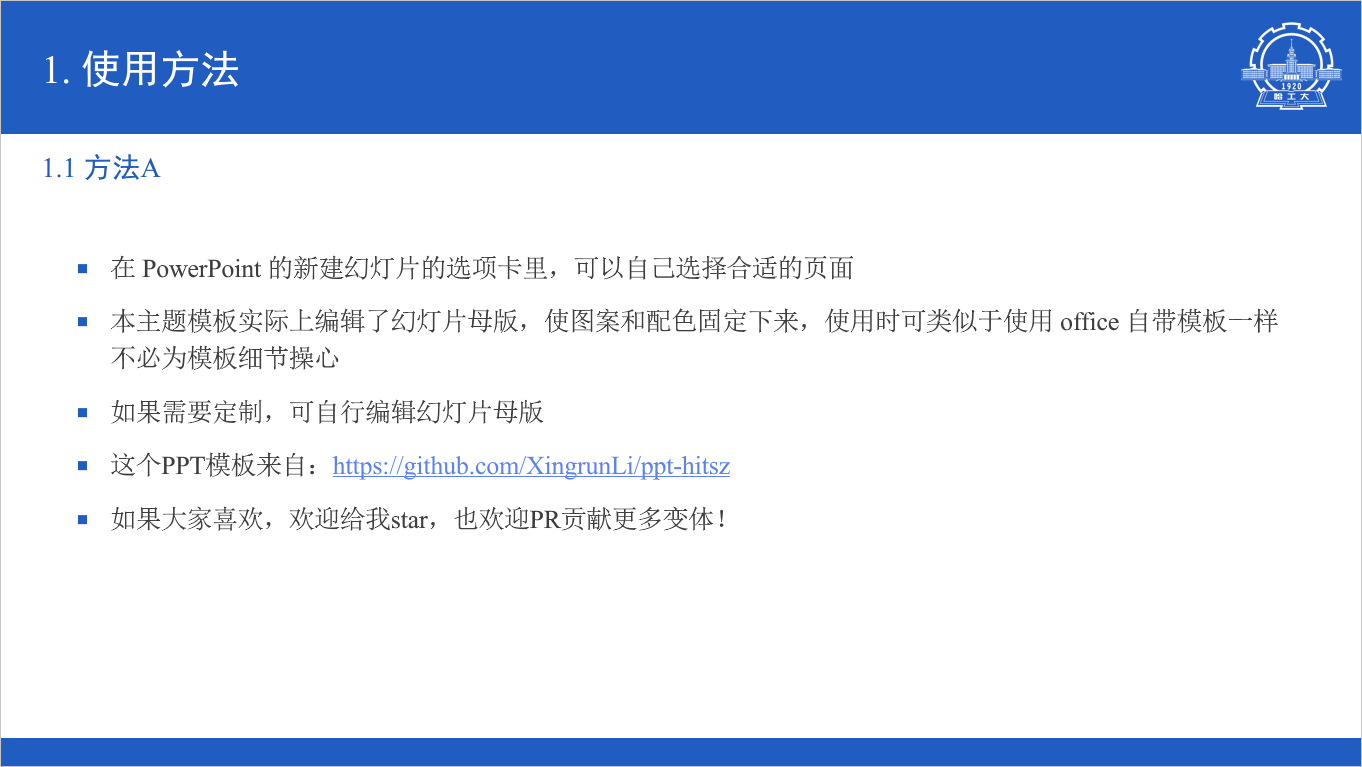 1. 使用方法
1920
哈工大
1.1 方法A
在 PowerPoint 的新建幻灯片的选项卡里，可以自己选择合适的页面
本主题模板实际上编辑了幻灯片母版，使图案和配色固定下来，使用时可类似于使用 office 自带模板一样
不必为模板细节操心
如果需要定制，可自行编辑幻灯片母版
这个PPT模板来自：https://github.com/XingrunLi/ppt-hitsz
如果大家喜欢，欢迎给我star，也欢迎PR贡献更多变体！